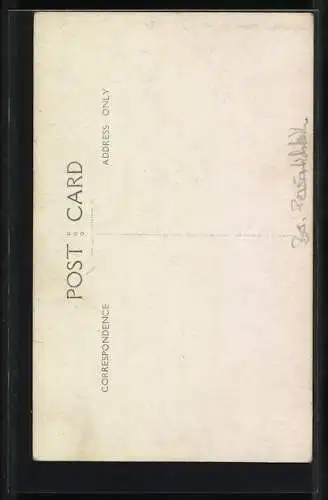 POST CARD
CORRESPONDENCE
ADDRESS ONLY